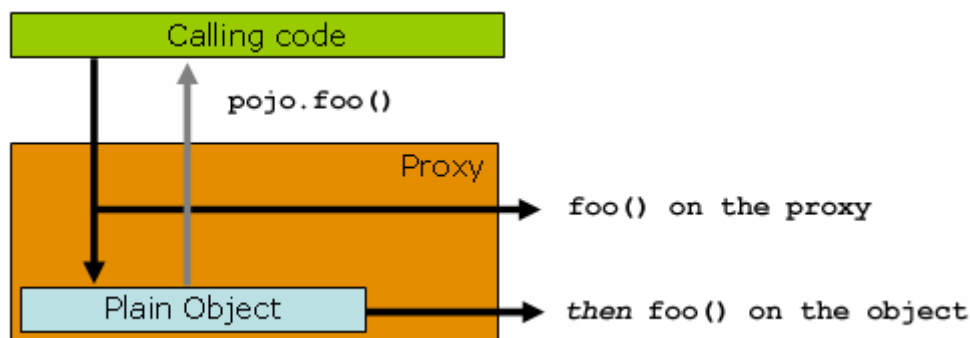 Calling code
pojo.foo()
Proxy
foo() on the proxy
Plain Object
then foo() on the object